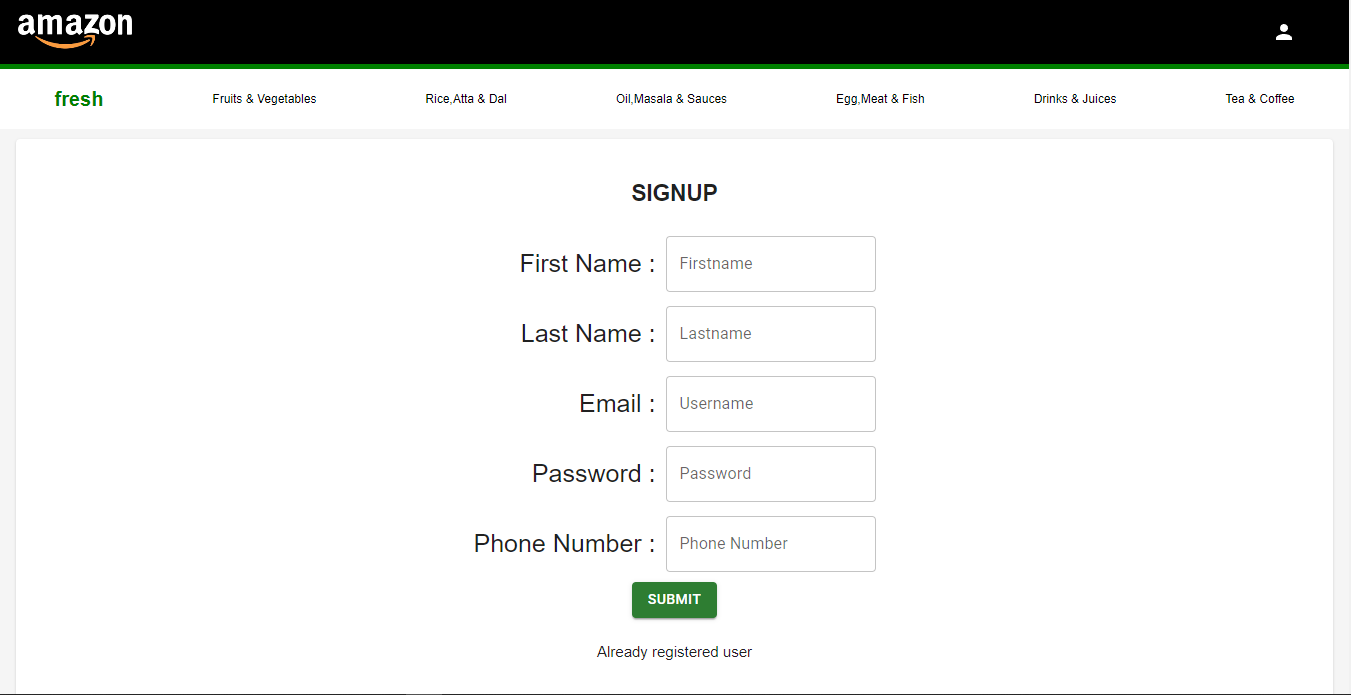 amazon
fresh Fruits & Vegetables Rice,Atta & Dal Oil,Masala & Sauces Egg,Meat & Fish Drinks & Juices Tea & Coffee
SIGNUP
First Name : Firstname
Last Name : Lastname
Email : Username
Password : Password
Phone Number : Phone Number
SUBMIT
Already registered user